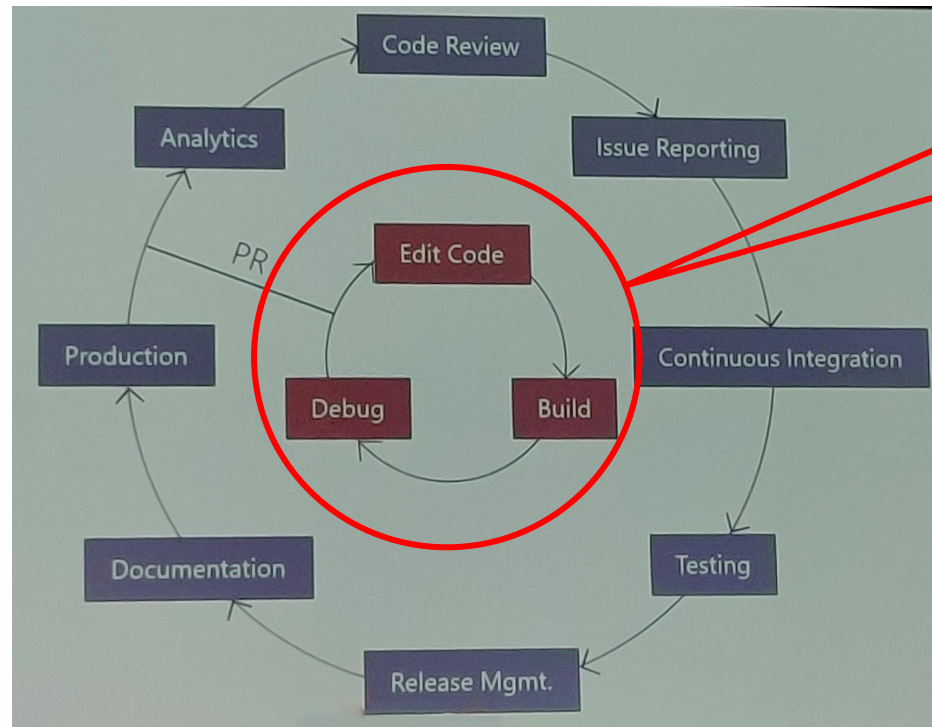 Code Review
Analytics
Issue Reporting
PR
Edit Code
Production
Continuous Integration
Debug
Build
Documentation
Testing
Release Mgmt.